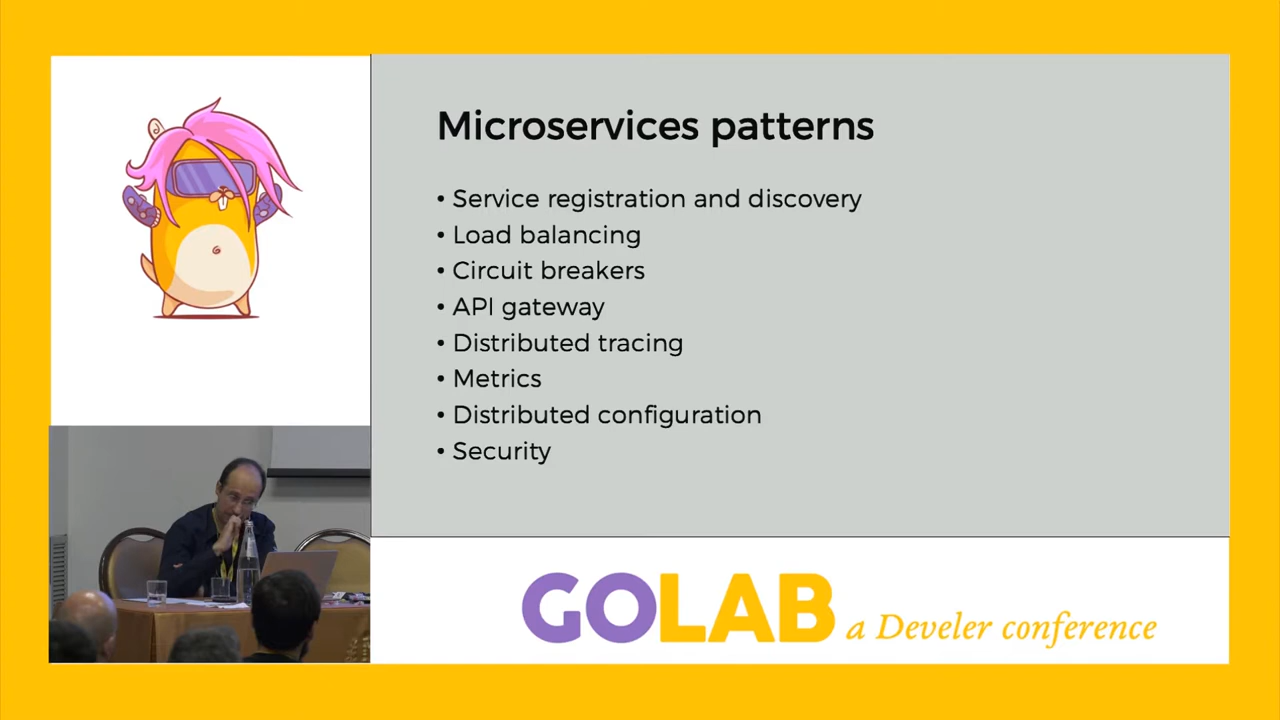 Microservices patterns
• Service registration and discovery
• Load balancing
• Circuit breakers
• API gateway
• Distributed tracing
• Metrics
• Distributed configuration
• Security
GOLAB a Develer conference